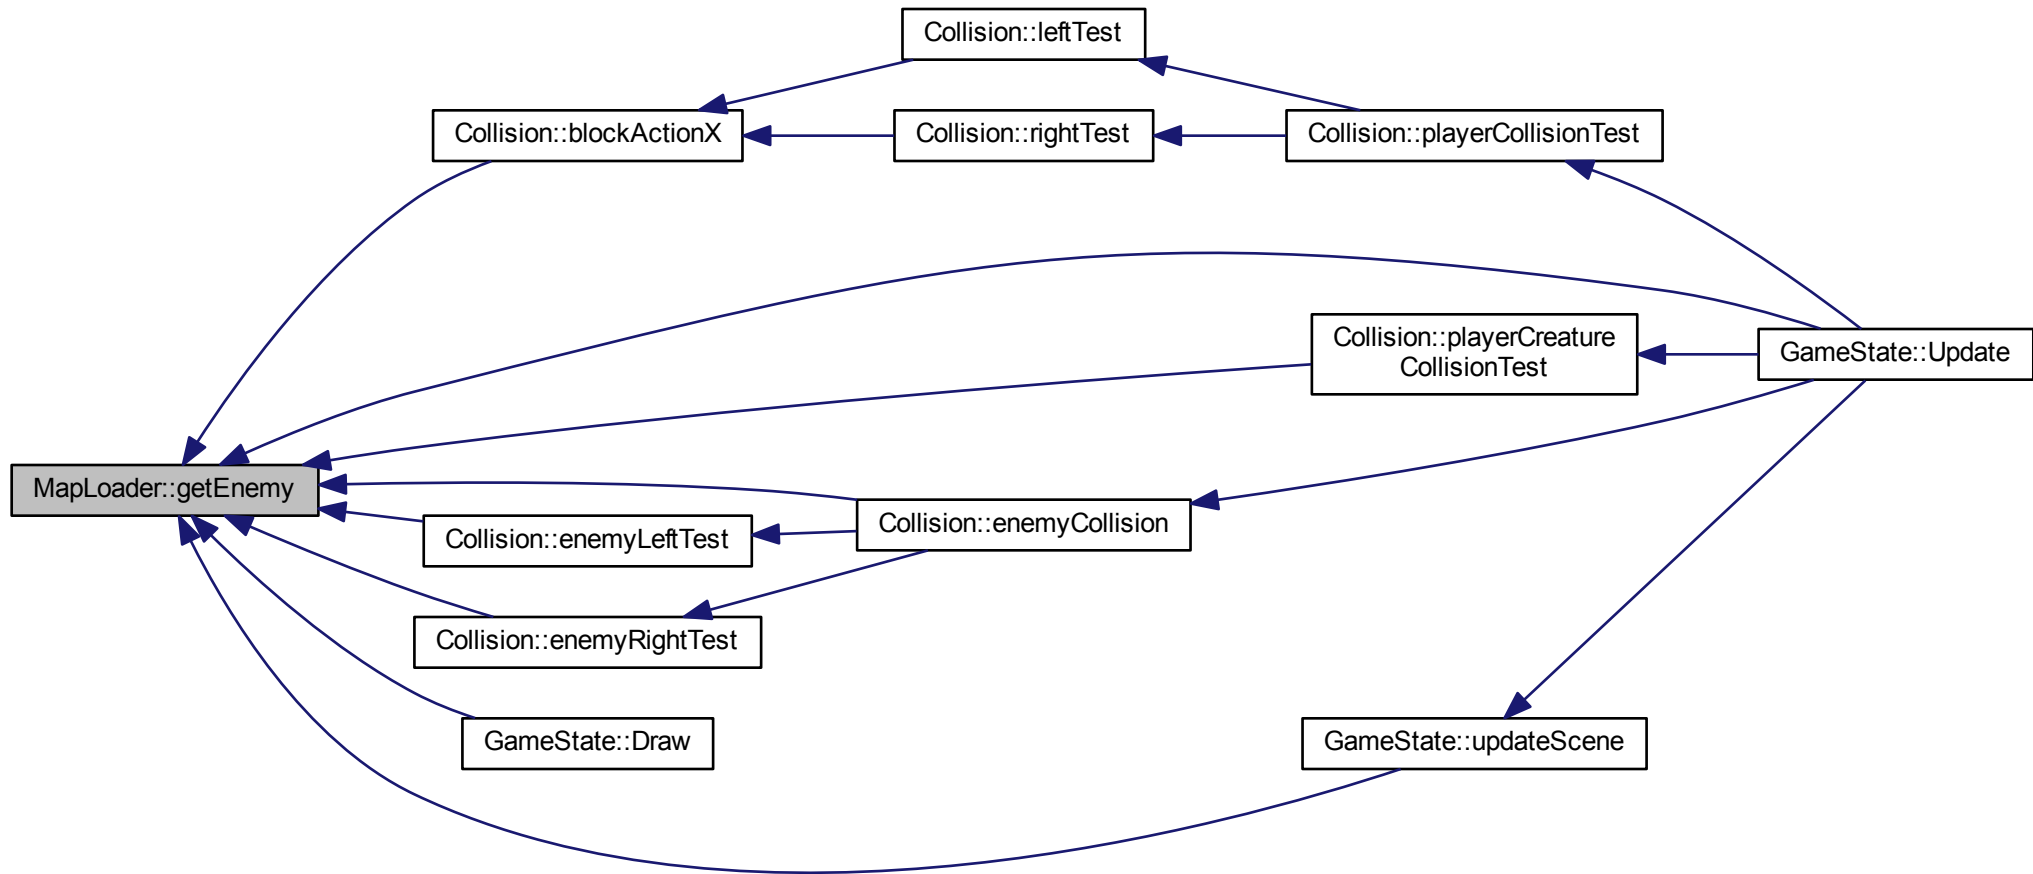 Collision::leftTest
Collision::blockActionX
Collision::rightTest
Collision::playerCollisionTest
Collision::playerCreature
CollisionTest
GameState::Update
MapLoader::getEnemy
Collision::enemyCollision
Collision::enemyLeftTest
Collision::enemyRightTest
GameState::Draw
GameState::updateScene